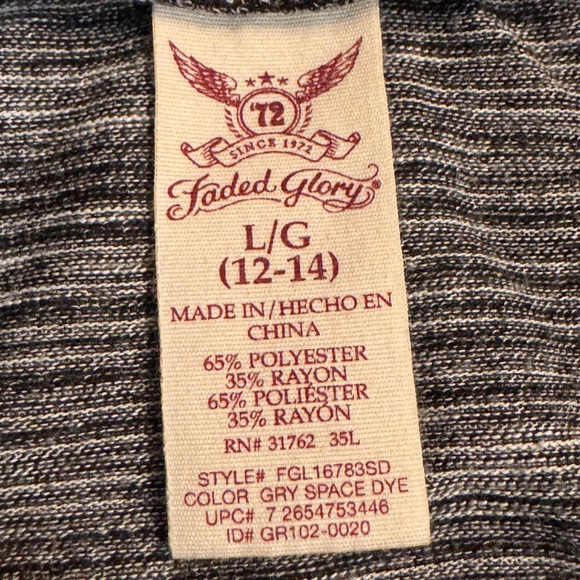 '72
SINCE 1972
Faded Glory®
L/G
(12-14)
MADE IN/HECHO EN
CHINA
65% POLYESTER
35% RAYON
65% POLIÉSTER
35% RAYÓN
RN# 31762 35L
STYLE# FGL16783SD
COLOR GRY SPACE DYE
UPC# 7 2654753446
ID# GR102-0020